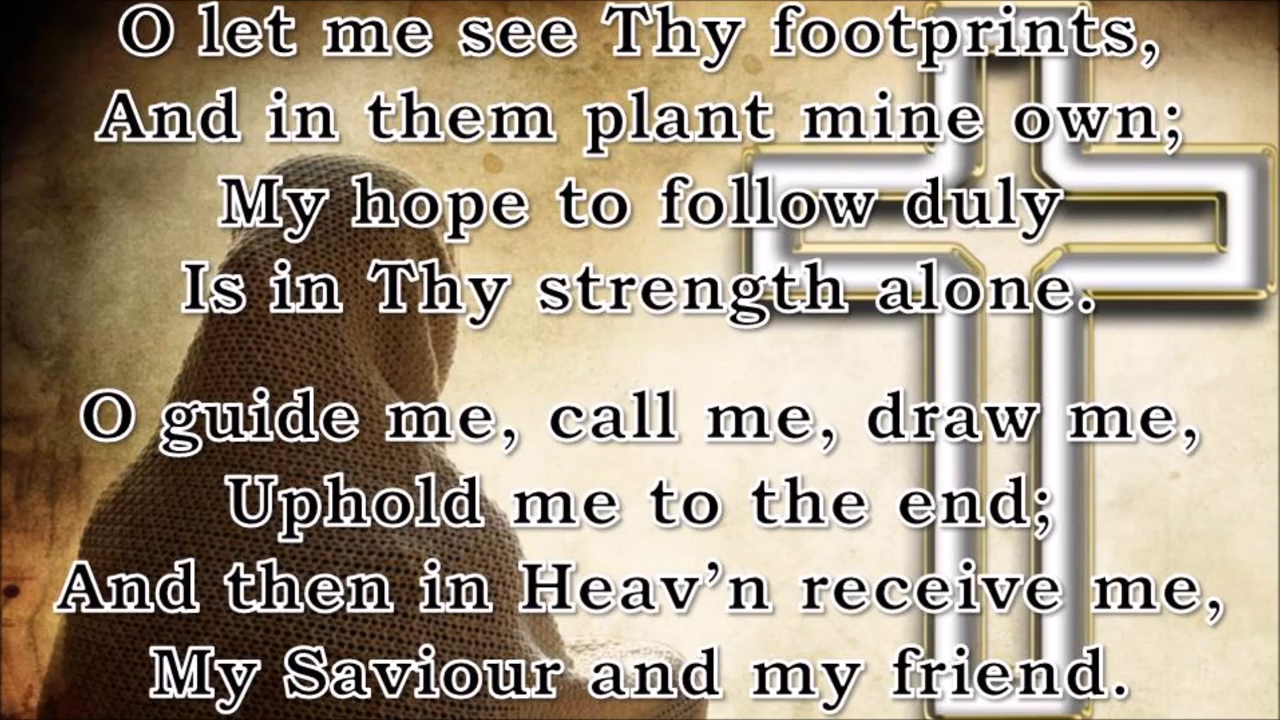 O let me see Thy footprints,
And in them plant mine own;
My hope to follow duly
Is in Thy strength alone.
O guide me, call me, draw me,
Uphold me to the end;
And then in Heav’n receive me,
My Saviour and my friend.